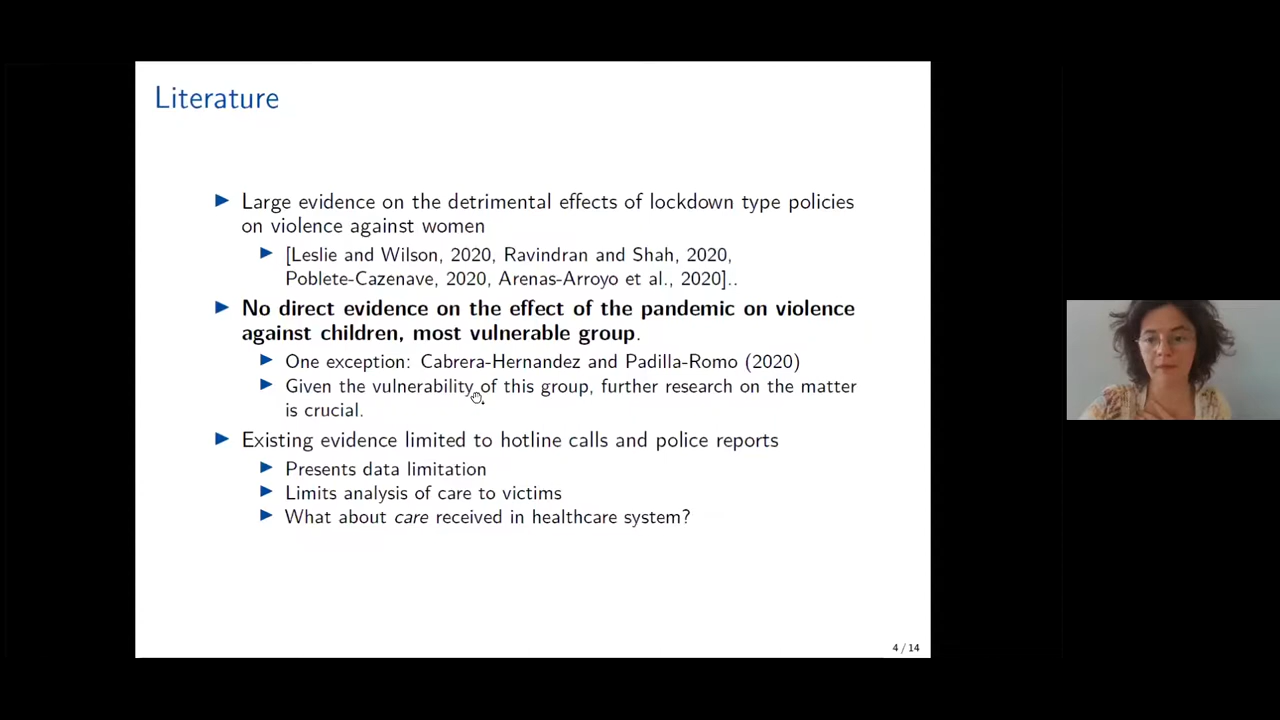 Literature
Large evidence on the detrimental effects of lockdown type policies
on violence against women
[Leslie and Wilson, 2020, Ravindran and Shah, 2020,
Poblete-Cazenave, 2020, Arenas-Arroyo et al., 2020]..
No direct evidence on the effect of the pandemic on violence
against children, most vulnerable group.
One exception: Cabrera-Hernandez and Padilla-Romo (2020)
Given the vulnerability of this group, further research on the matter
is crucial.
Existing evidence limited to hotline calls and police reports
Presents data limitation
Limits analysis of care to victims
What about care received in healthcare system?
4 / 14